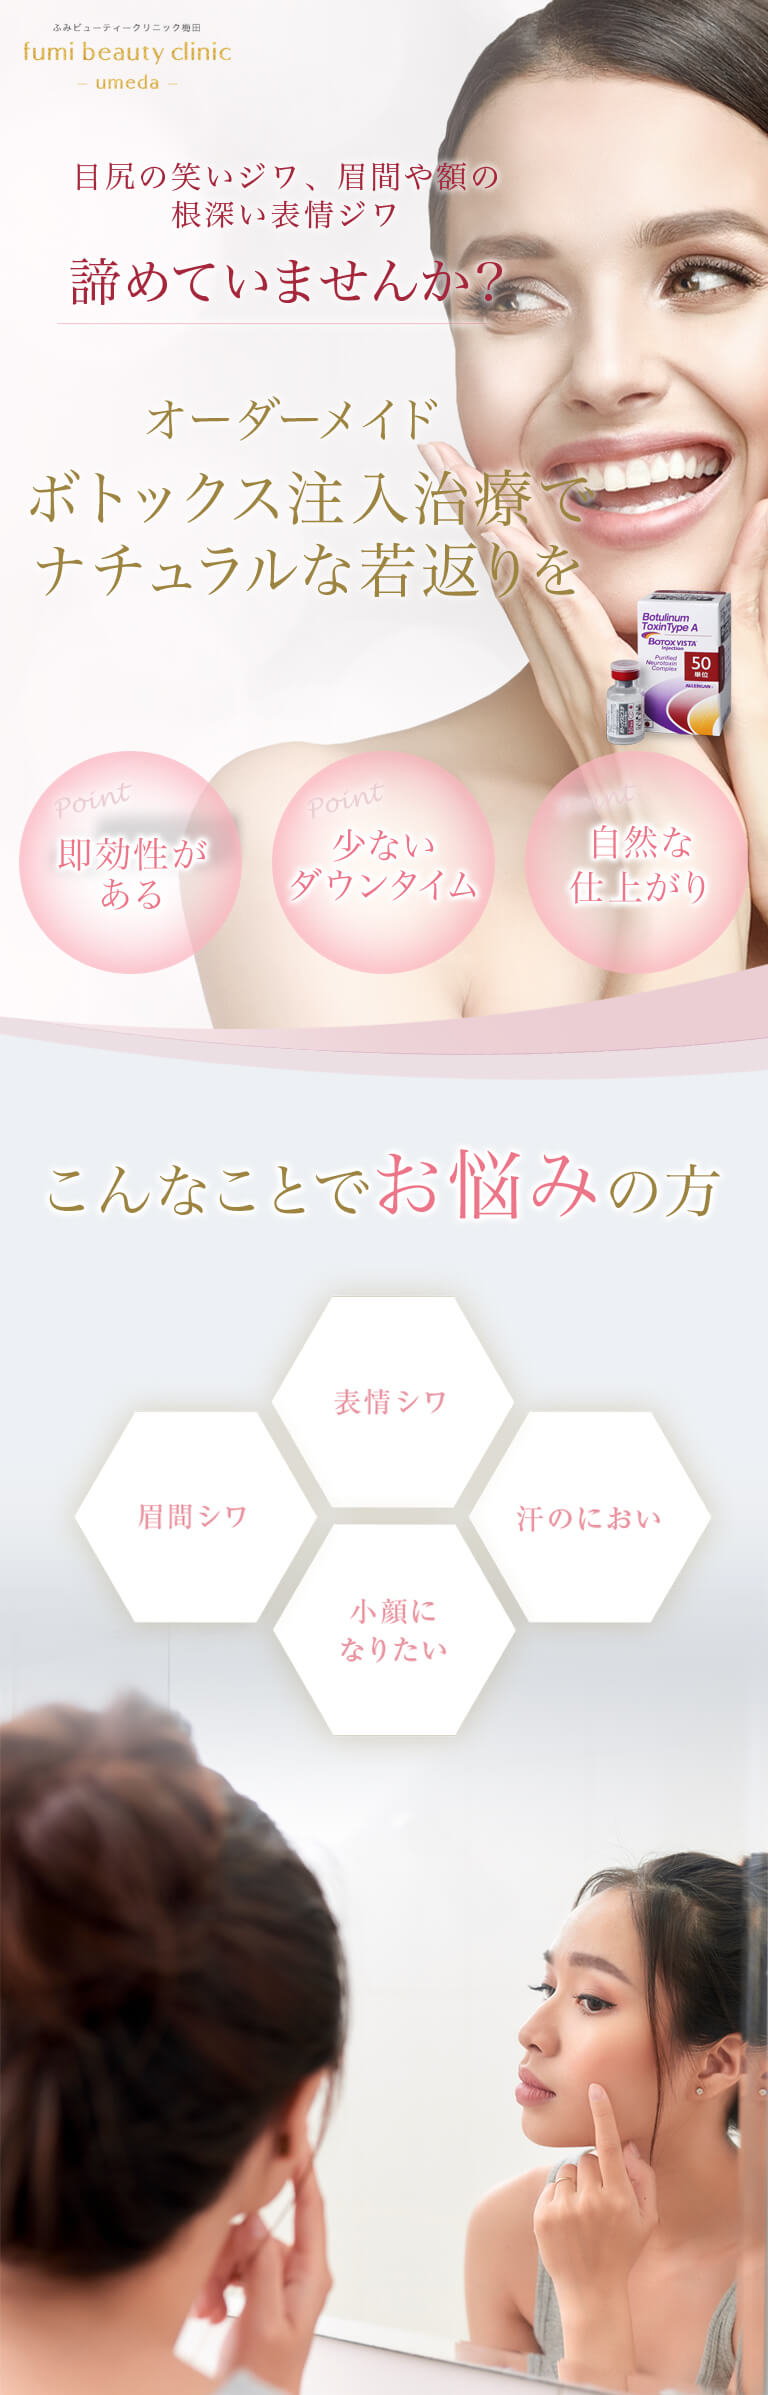 ふみビューティークリニック梅田
fumi beauty clinic
– umeda –
目尻の笑いジワ、眉間や額の
根深い表情ジワ
諦めていませんか？
オーダーメイド
ボトックス注入治療で
ナチュラルな若返りを
Botulinum
ToxinType A
BOTOX VISTA
Injection
Purified
Neurotoxin
Complex
50
単位
ALLERGAN
Point
即効性が
ある
Point
少ない
ダウンタイム
Point
自然な
仕上がり
こんなことでお悩みの方
表情シワ
眉間シワ
汗のにおい
小顔に
なりたい